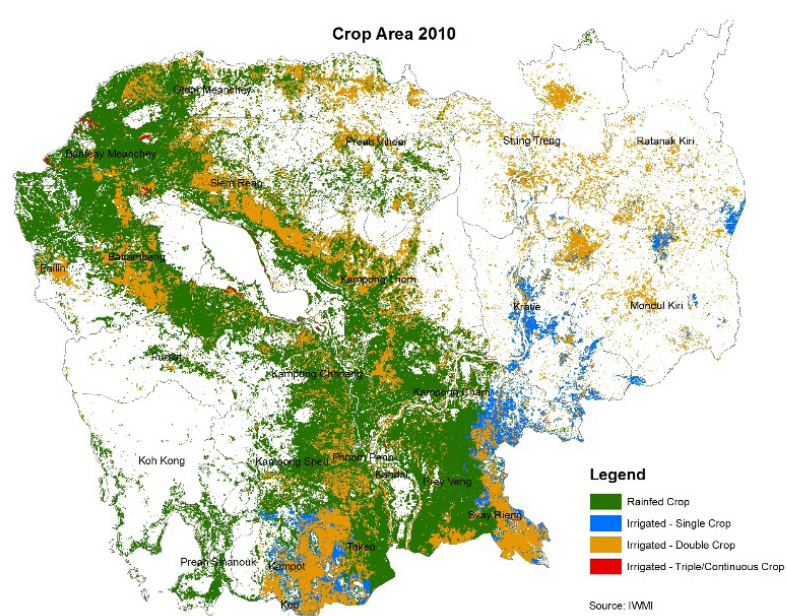 Crop Area 2010
Otdar Meanchey
Banteay Meanchey
Preah Vihear
Stung Treng
Ratanak Kiri
Siem Reap
Battambang
Pailin
Kampong Thom
Kratie
Mondul Kiri
Pursat
Kampong Chhnang
Kampong Cham
Koh Kong
Kampong Speu
Phnom Penh
Kandal
Prey Veng
Svay Rieng
Takeo
Preah Sihanouk
Kampot
Kep
Legend
Rainfed Crop
Irrigated - Single Crop
Irrigated - Double Crop
Irrigated - Triple/Continuous Crop
Source: IWMI